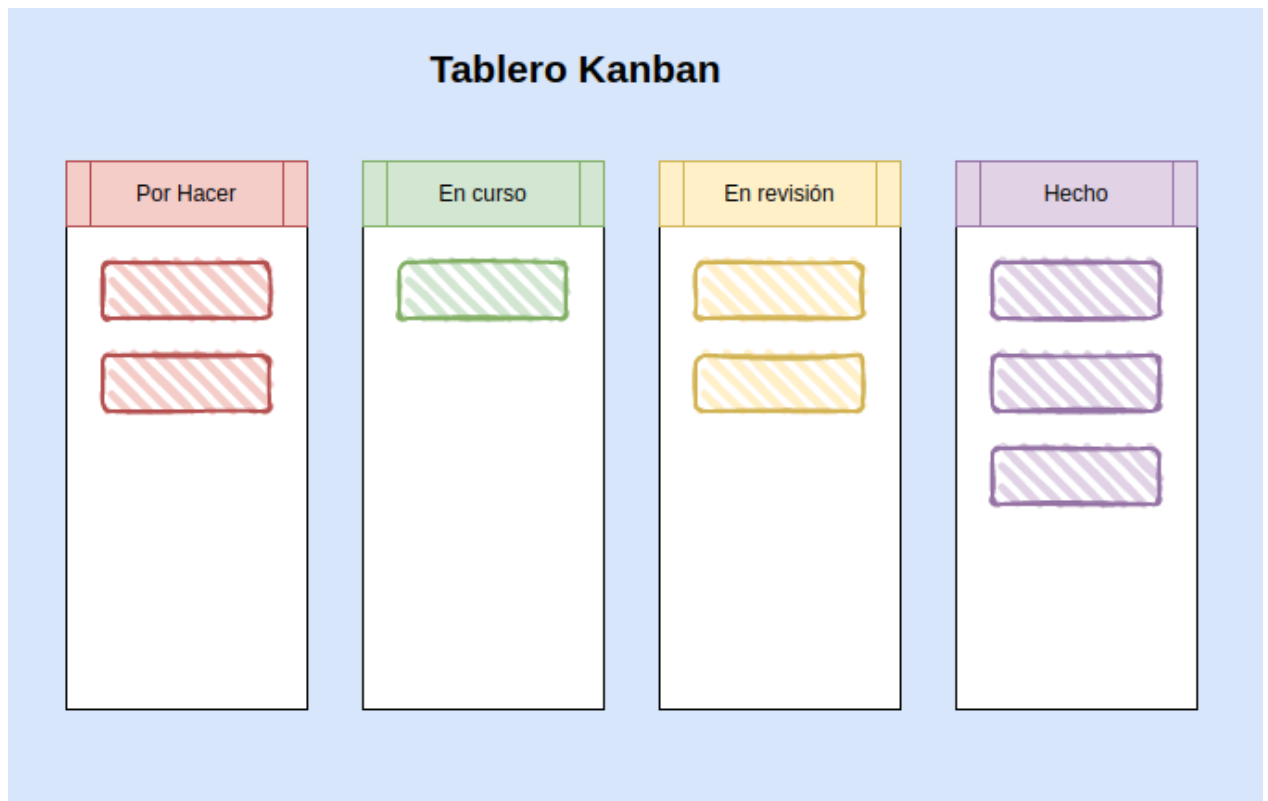 Tablero Kanban
Por Hacer
En curso
En revisión
Hecho